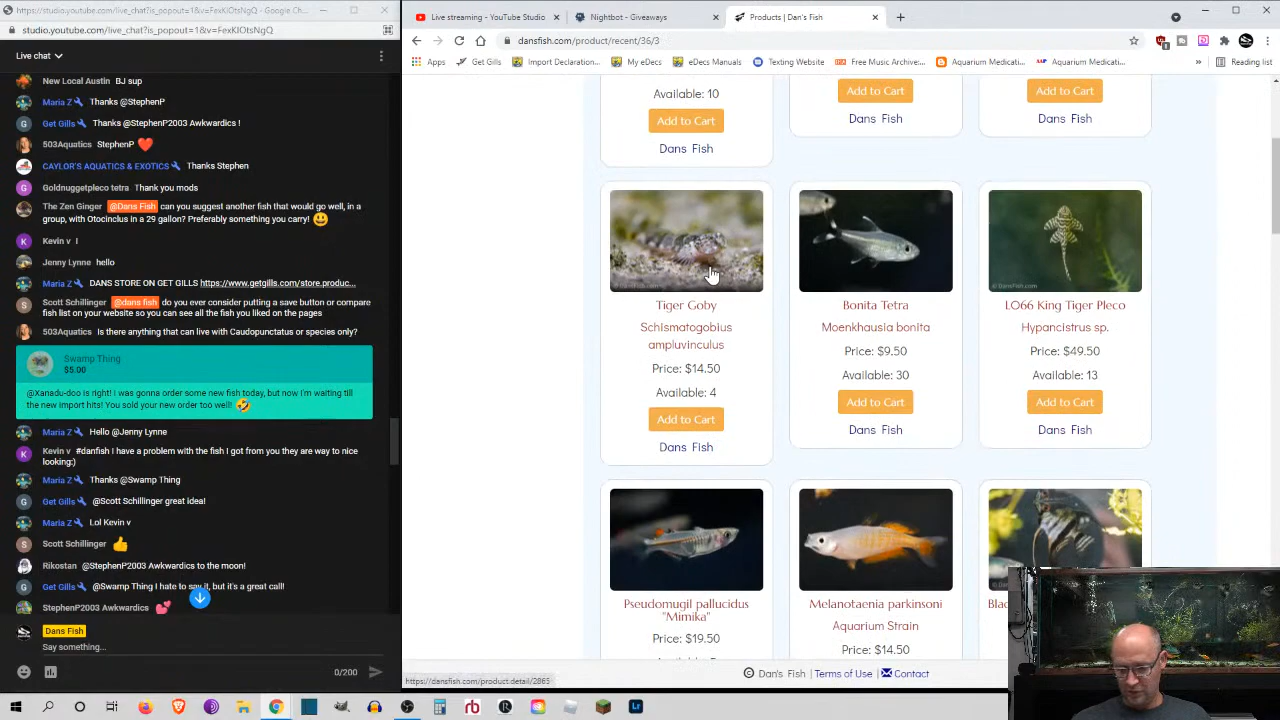 https://studio.youtube.com/live_chat?is_popout=1&v=FexKIOtsNgQ - Google Ch...
studio.youtube.com/live_chat?is_popout=1&v=FexKIOtsNgQ
Live chat
New Local Austin BJ sup
Maria Z Thanks @StephenP
Get Gills Thanks @StephenP2003 Awkwardics !
503Aquatics StephenP
CAYLOR'S AQUATICS & EXOTICS Thanks Stephen
Goldnuggetpleco tetra Thank you mods
The Zen Ginger @Dans Fish can you suggest another fish that would go well, in a
group, with Otocinclus in a 29 gallon? Preferably something you carry!
Kevin v I
Jenny Lynne hello
Maria Z DANS STORE ON GET GILLS https://www.getgills.com/store.produc...
Scott Schillinger @dans fish do you ever consider putting a save button or compare
fish list on your website so you can see all the fish you liked on the pages
503Aquatics Is there anything that can live with Caudopunctatus or species only?
Swamp Thing
$5.00
@Xanadu-doo is right! I was gonna order some new fish today, but now I'm waiting till
the new import hits! You sold your new order too well!
Maria Z Hello @Jenny Lynne
Kevin v #danfish I have a problem with the fish I got from you they are way to nice
looking:)
Maria Z Thanks @Swamp Thing
Get Gills @Scott Schillinger great idea!
Maria Z Lol Kevin v
Scott Schillinger
Rikostan @StephenP2003 Awkwardics to the moon!
Get Gills @Swamp Thing I hate to say it, but it's a great call!
StephenP2003 Awkwardics
Dans Fish
Say something...
0/200
Live streaming - YouTube Studio
Nightbot - Giveaways
Products | Dan's Fish
dansfish.com/product/recent/36/3
Apps
Get Gills
Import Declaration...
My eDecs
eDecs Manuals
Texting Website
Free Music Archive:...
Aquarium Medicati...
Aquarium Medicati...
Reading list
Available: 10
Add to Cart
Dans Fish
Add to Cart
Dans Fish
Add to Cart
Dans Fish
Tiger Goby
Schismatogobius
ampluvinculus
Price: $14.50
Available: 4
Add to Cart
Dans Fish
Bonita Tetra
Moenkhausia bonita
Price: $9.50
Available: 30
Add to Cart
Dans Fish
L066 King Tiger Pleco
Hypancistrus sp.
Price: $49.50
Available: 13
Add to Cart
Dans Fish
Pseudomugil pallucidus
"Mimika"
Price: $19.50
Melanotaenia parkinsoni
Aquarium Strain
Price: $14.50
© Dan's Fish
Terms of Use
Contact
https://dansfish.com/product.detail/2865